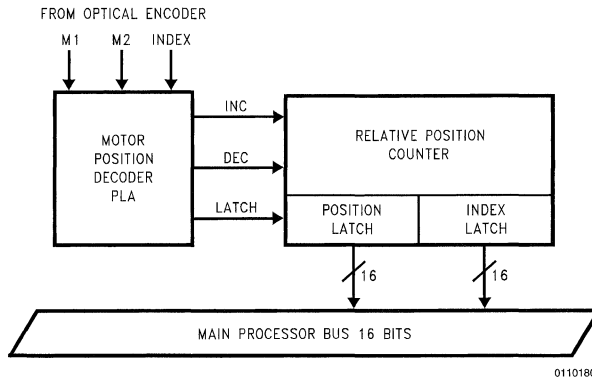 FROM OPTICAL ENCODER
M1 M2 INDEX
MOTOR
POSITION
DECODER
PLA
INC
DEC
LATCH
RELATIVE POSITION
COUNTER
POSITION
LATCH
INDEX
LATCH
16
16
MAIN PROCESSOR BUS 16 BITS
0110180